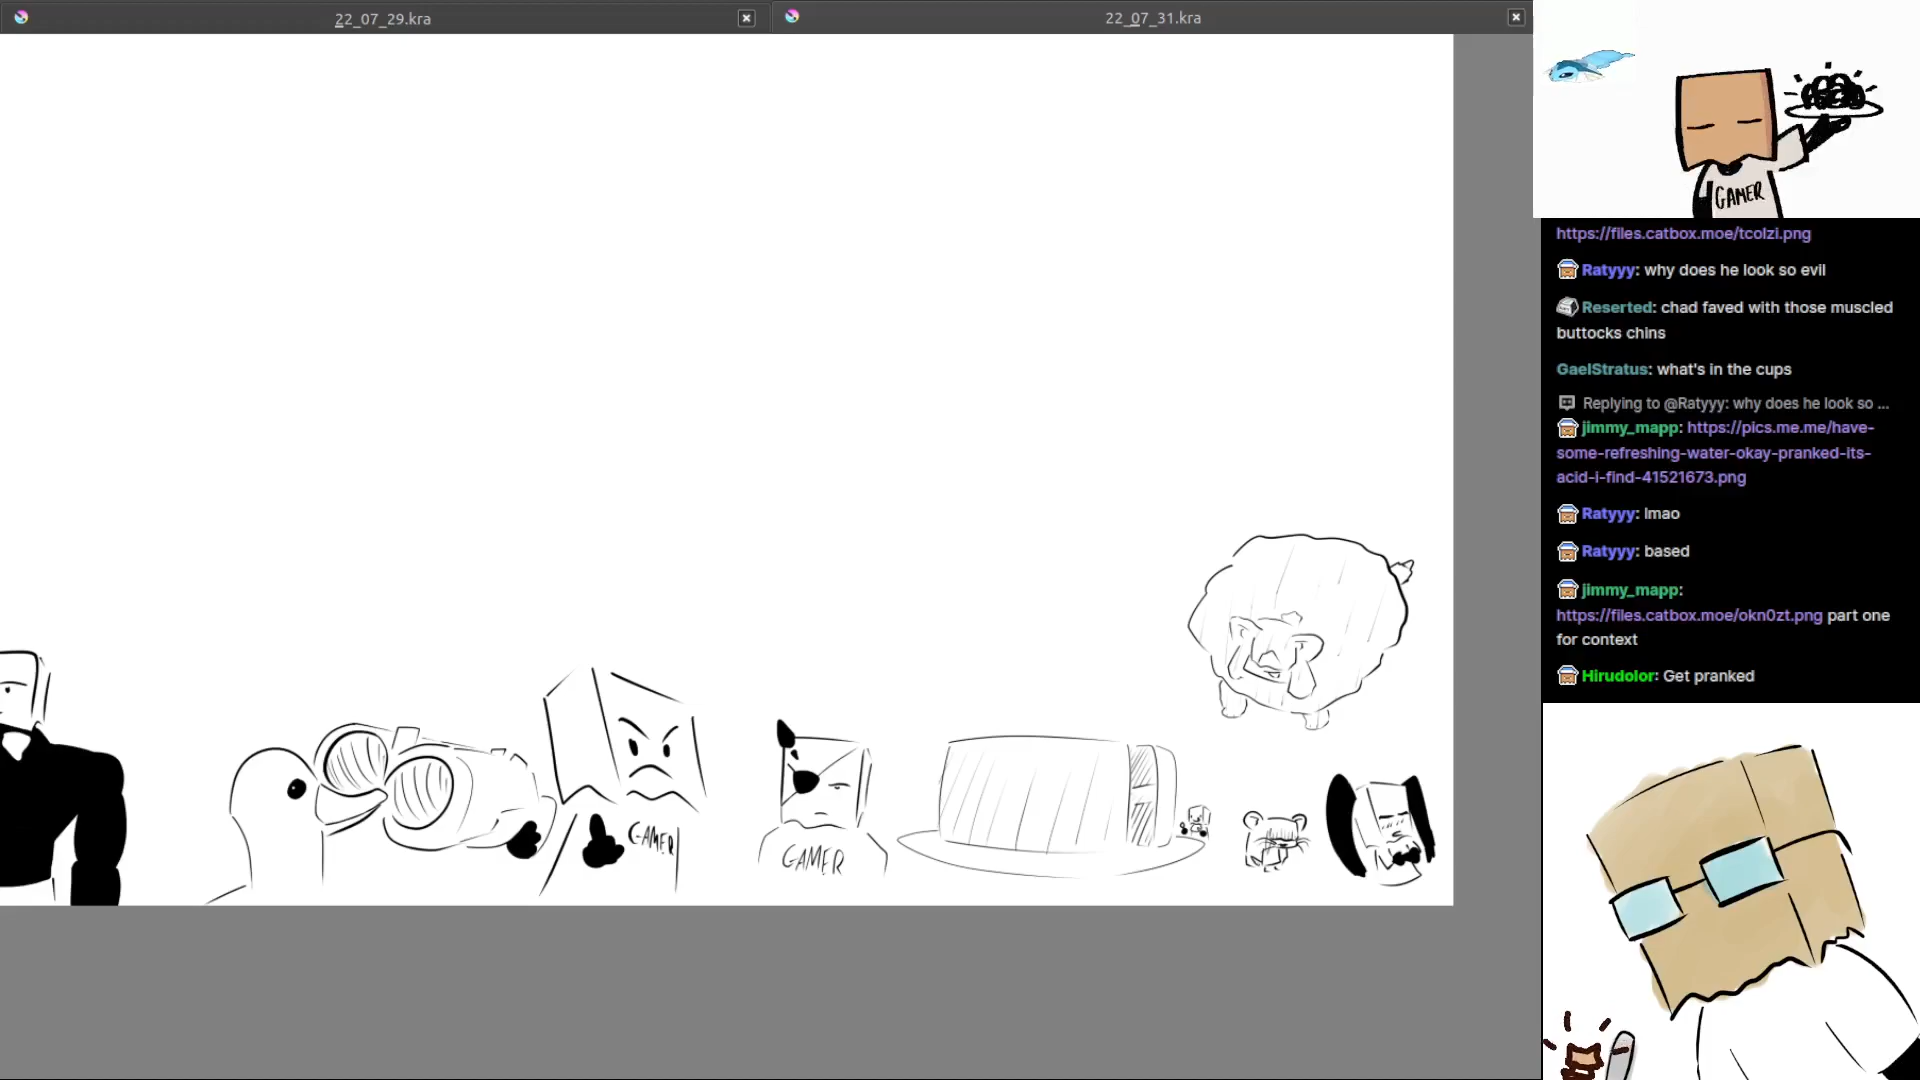 22_07_29.kra
22_07_31.kra
GAMER
https://files.catbox.moe/tcolzi.png
Ratyyy: why does he look so evil
Reserted: chad faved with those muscled
buttocks chins
GaelStratus: what's in the cups
Replying to @Ratyyy: why does he look so ...
jimmy_mapp: https://pics.me.me/have-
some-refreshing-water-okay-pranked-its-
acid-i-find-41521673.png
Ratyyy: lmao
Ratyyy: based
jimmy_mapp:
https://files.catbox.moe/okn0zt.png part one
for context
Hirudolor: Get pranked
GAMER
GAMER